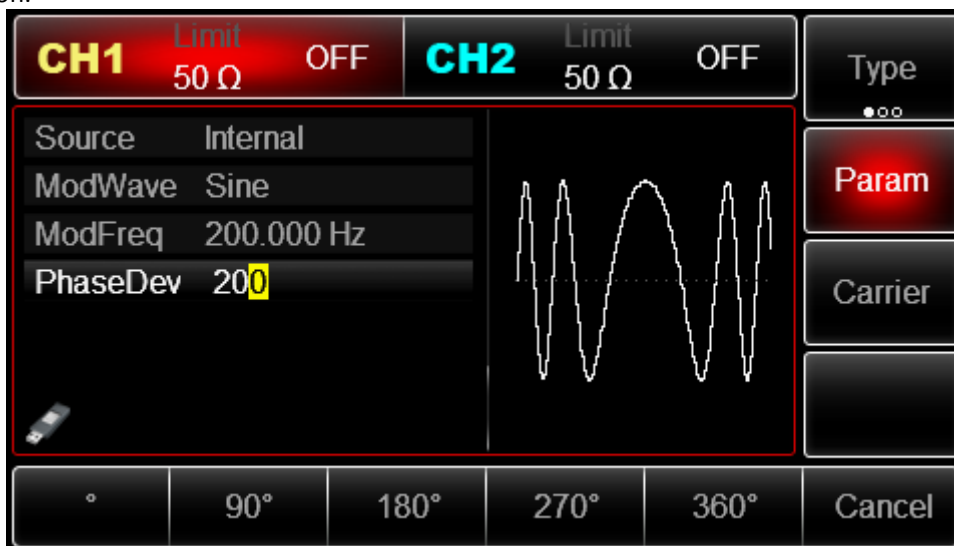 on.
CH1 Limit 50 Ω OFF CH2 Limit 50 Ω OFF
Type
Source Internal
ModWave Sine
ModFreq 200.000 Hz
PhaseDev 200
Param
Carrier
° 90° 180° 270° 360° Cancel